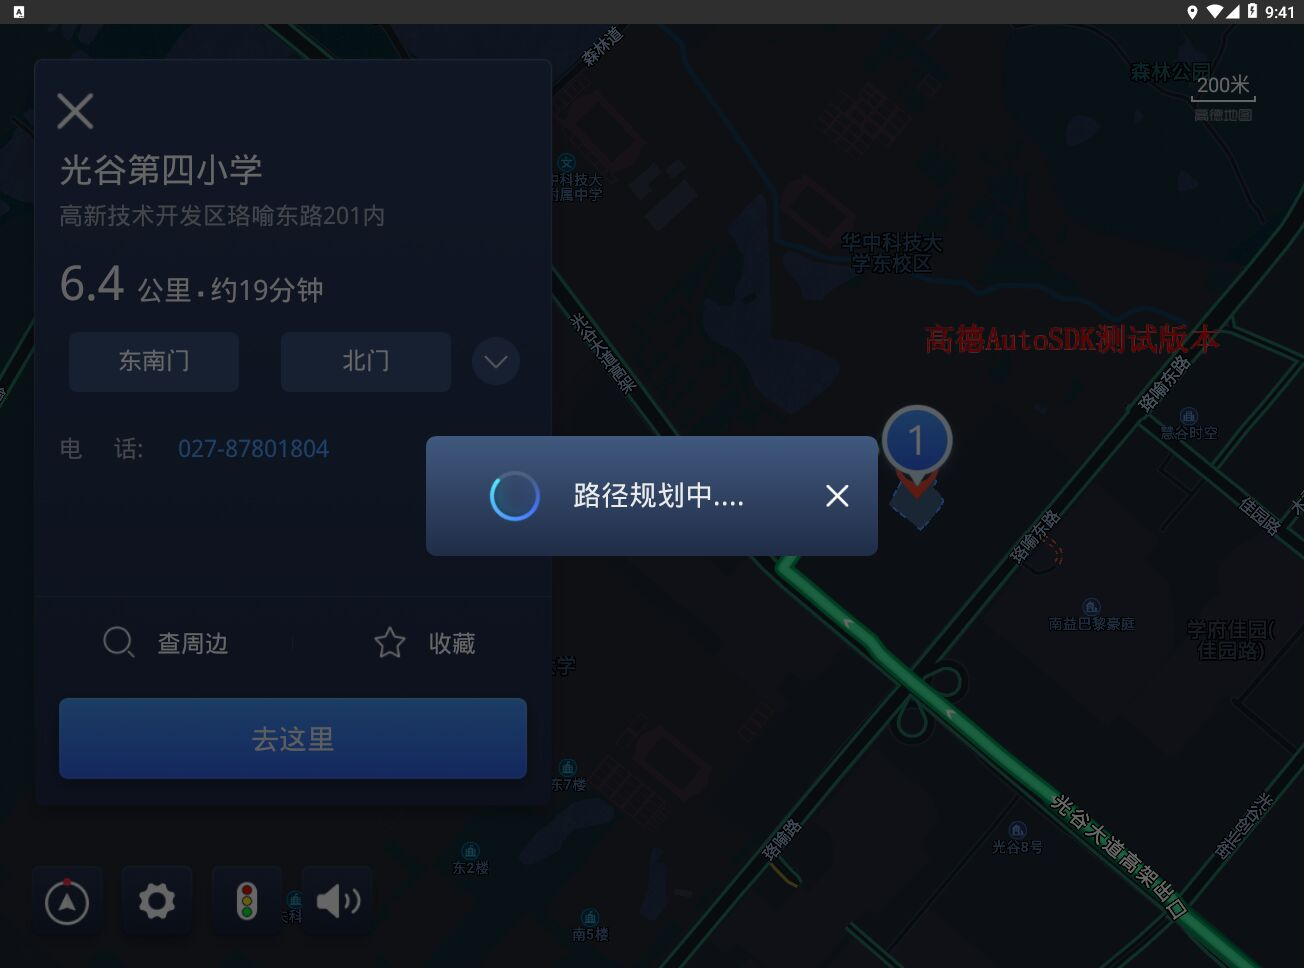 9:41
森林道
森林公园
200米
高德地图
光谷第四小学
高新技术开发区珞喻东路201内
6.4 公里·约19分钟
东南门
北门
电 话: 027-87801804
中科技大
附属中学
华中科技大
学东校区
光谷大道高架
高德AutoSDK测试版本
珞喻东路
慧谷时空
1
路径规划中....
佳园路
珞喻东路
南益巴黎豪庭
学府佳园(
佳园路)
查周边
收藏
去这里
东7楼
东2楼
南5楼
珞喻路
光谷8号
光谷大道高架出口
光谷创业街